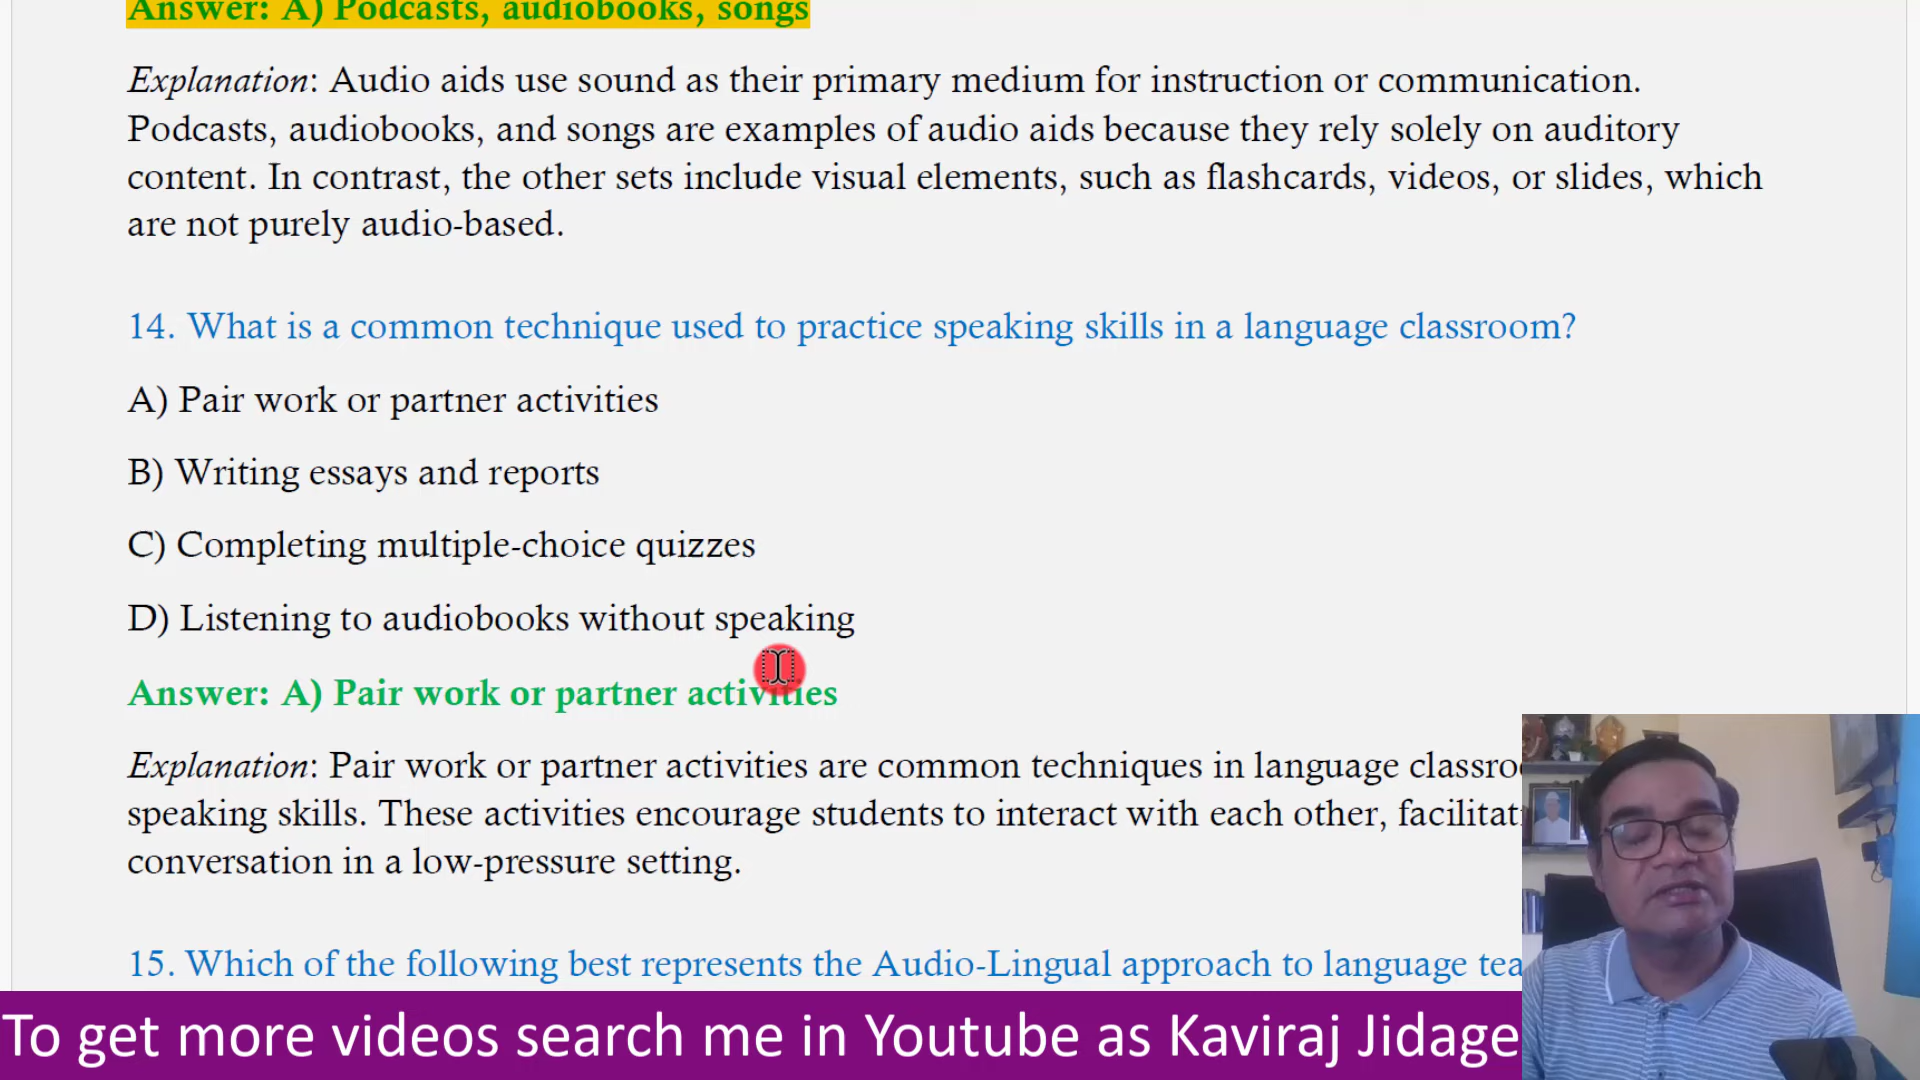 Answer: A) Podcasts, audiobooks, songs
Explanation: Audio aids use sound as their primary medium for instruction or communication.
Podcasts, audiobooks, and songs are examples of audio aids because they rely solely on auditory
content. In contrast, the other sets include visual elements, such as flashcards, videos, or slides, which
are not purely audio-based.
14. What is a common technique used to practice speaking skills in a language classroom?
A) Pair work or partner activities
B) Writing essays and reports
C) Completing multiple-choice quizzes
D) Listening to audiobooks without speaking
Answer: A) Pair work or partner activities
Explanation: Pair work or partner activities are common techniques in language classro
speaking skills. These activities encourage students to interact with each other, facilitat
conversation in a low-pressure setting.
15. Which of the following best represents the Audio-Lingual approach to language tea
To get more videos search me in Youtube as Kaviraj Jidage